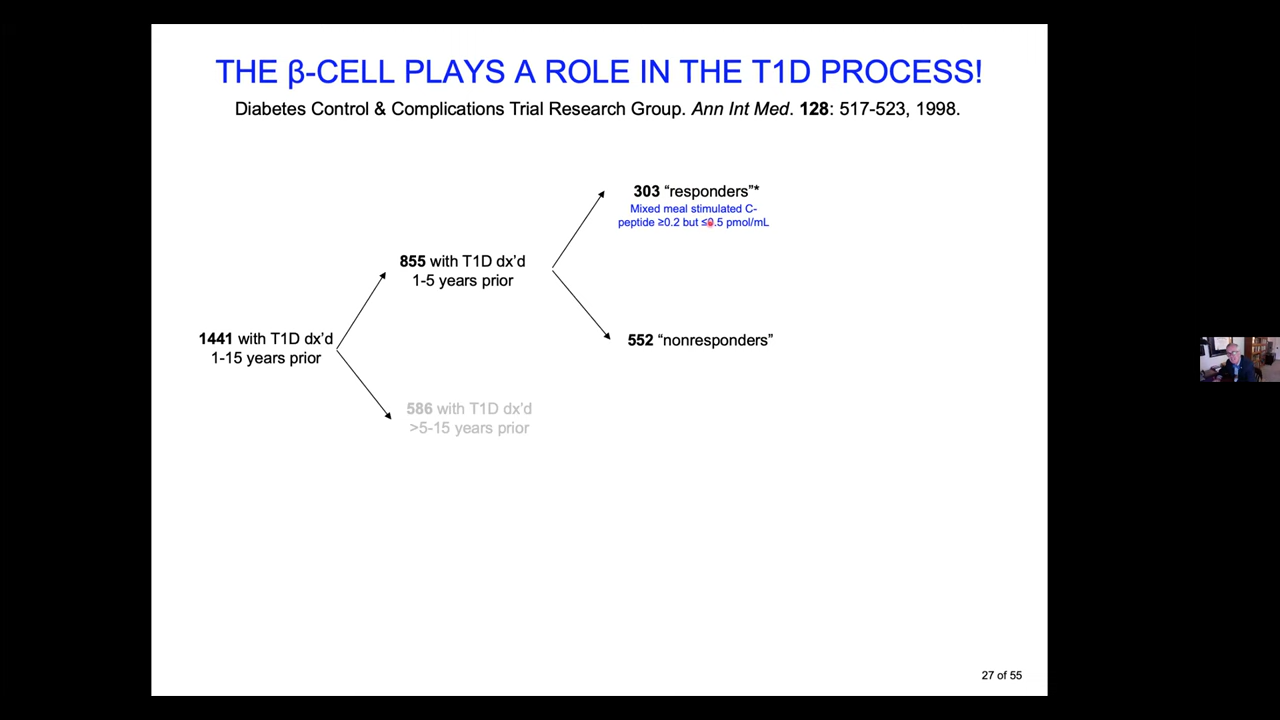 THE β-CELL PLAYS A ROLE IN THE T1D PROCESS!
Diabetes Control & Complications Trial Research Group. Ann Int Med. 128: 517-523, 1998.
303 “responders”*
Mixed meal stimulated C-
peptide ≥0.2 but ≤0.5 pmol/mL
855 with T1D dx’d
1-5 years prior
1441 with T1D dx’d
1-15 years prior
552 “nonresponders”
586 with T1D dx’d
>5-15 years prior
27 of 55